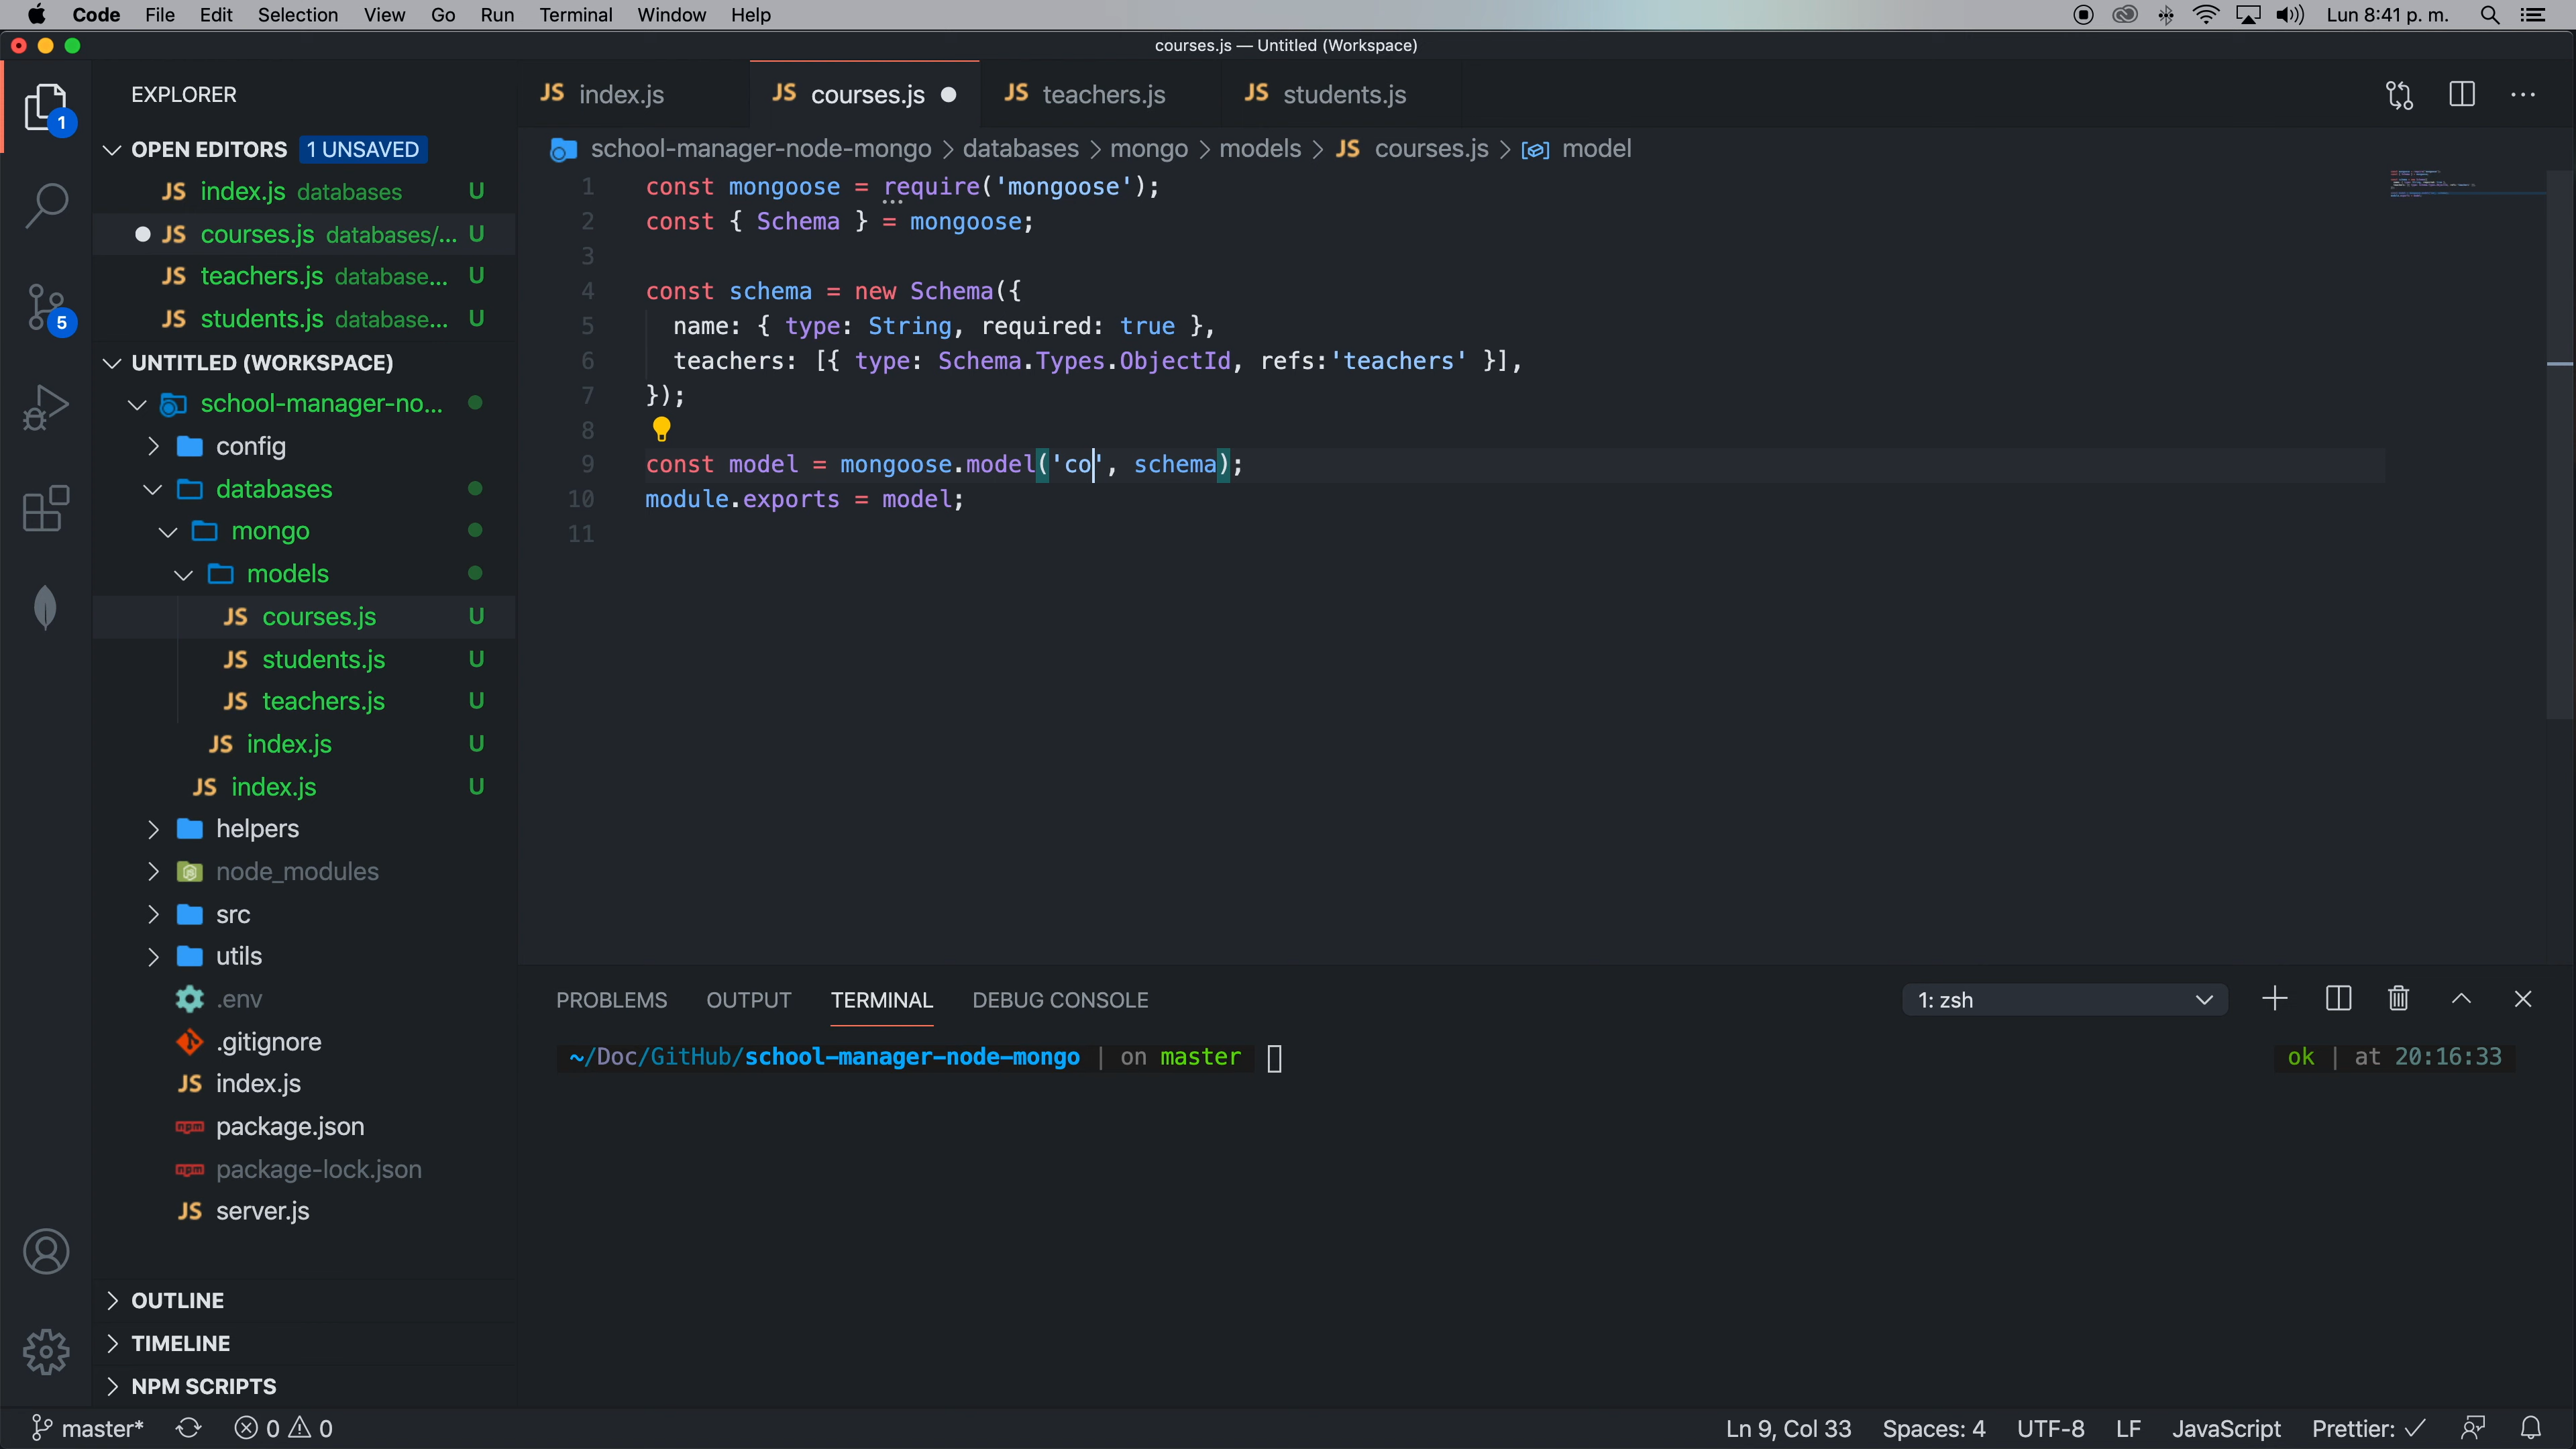 Code File Edit Selection View Go Run Terminal Window Help Lun 8:41 p. m.
courses.js — Untitled (Workspace)
EXPLORER
1
OPEN EDITORS 1 UNSAVED
JS index.js databases U
JS courses.js databases/... U
JS teachers.js database... U
JS students.js database... U
5
UNTITLED (WORKSPACE)
school-manager-no...
config
databases
mongo
models
JS courses.js U
JS students.js U
JS teachers.js U
JS index.js U
JS index.js U
helpers
node_modules
src
utils
.env
.gitignore
JS index.js
npm package.json
npm package-lock.json
JS server.js
OUTLINE
TIMELINE
NPM SCRIPTS
JS index.js JS courses.js JS teachers.js JS students.js
school-manager-node-mongo > databases > mongo > models > JS courses.js > model
1 const mongoose = require('mongoose');
2 const { Schema } = mongoose;
3
4 const schema = new Schema({
5 name: { type: String, required: true },
6 teachers: [{ type: Schema.Types.ObjectId, refs:'teachers' }],
7 });
8
9 const model = mongoose.model('co', schema);
10 module.exports = model;
11
PROBLEMS OUTPUT TERMINAL DEBUG CONSOLE 1: zsh
~/Doc/GitHub/school-manager-node-mongo | on master ok | at 20:16:33
master* 0 0 Ln 9, Col 33 Spaces: 4 UTF-8 LF JavaScript Prettier: ✓